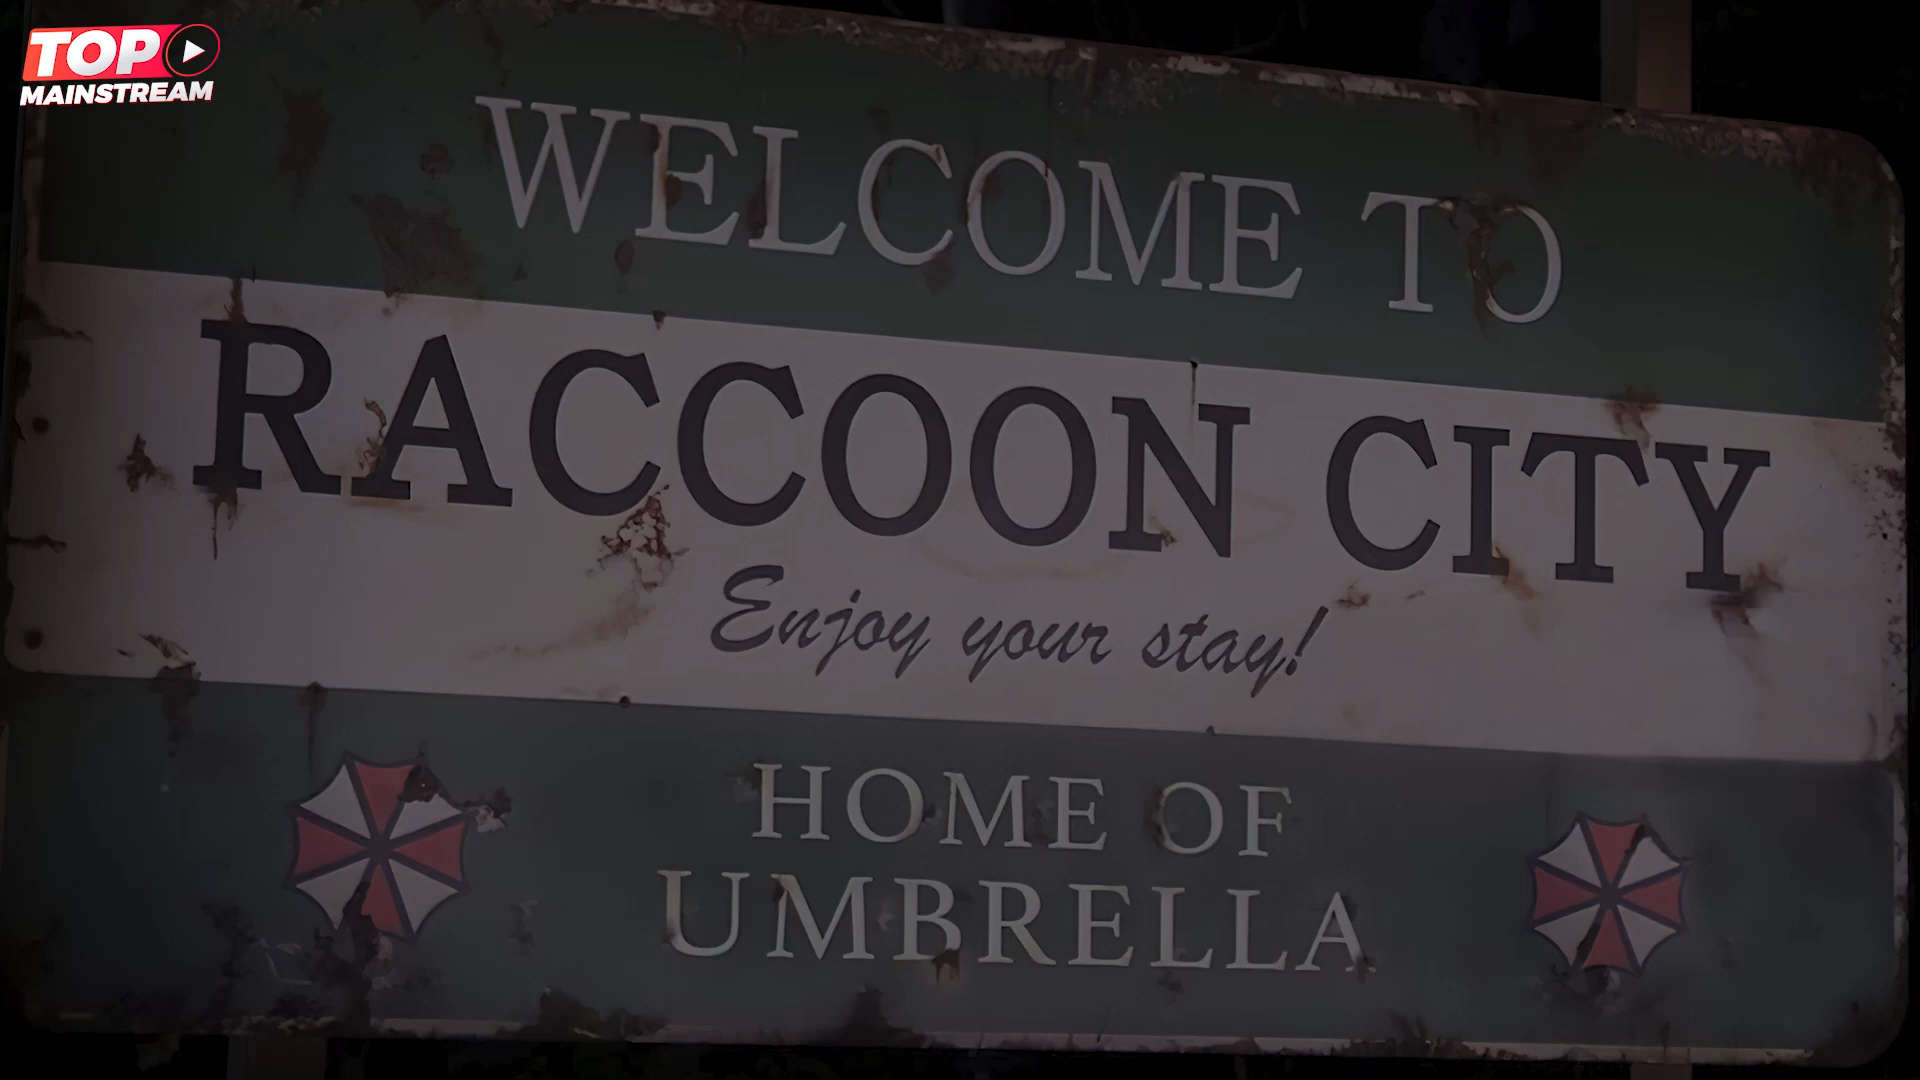 TOP
MAINSTREAM
WELCOME TO
RACCOON CITY
Enjoy your stay!
HOME OF
UMBRELLA